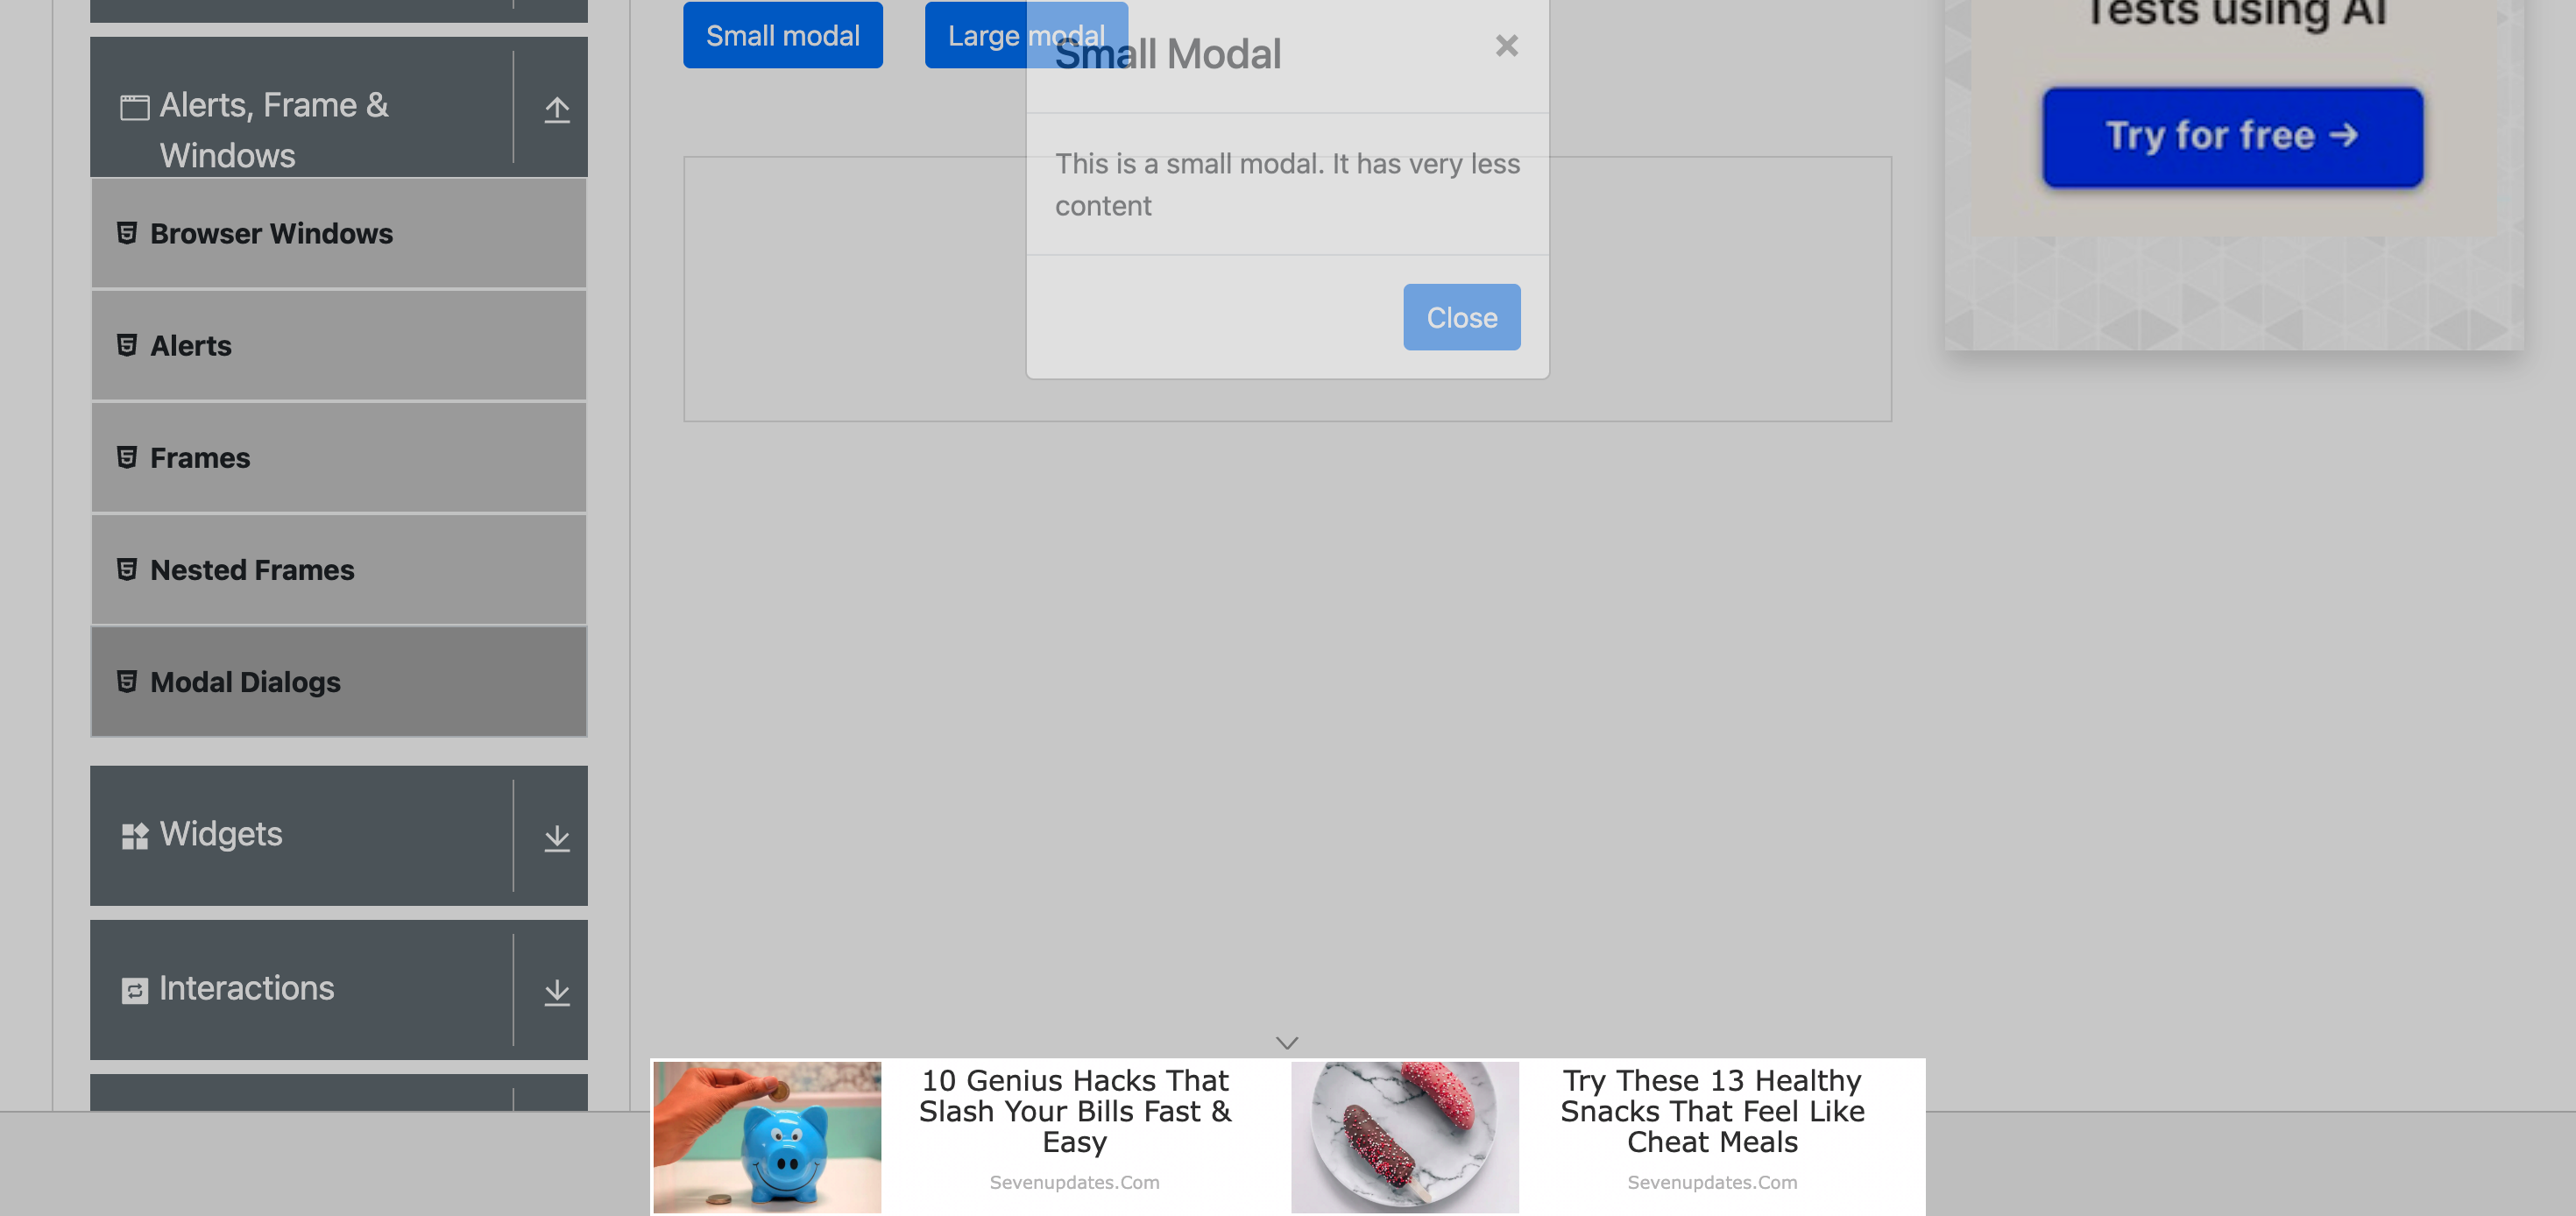 Small modal
Large modal
Small Modal
×
This is a small modal. It has very less
content
Close
Tests using AI
Try for free →
Alerts, Frame &
Windows
Browser Windows
Alerts
Frames
Nested Frames
Modal Dialogs
Widgets
Interactions
10 Genius Hacks That
Slash Your Bills Fast &
Easy
Sevenupdates.Com
Try These 13 Healthy
Snacks That Feel Like
Cheat Meals
Sevenupdates.Com